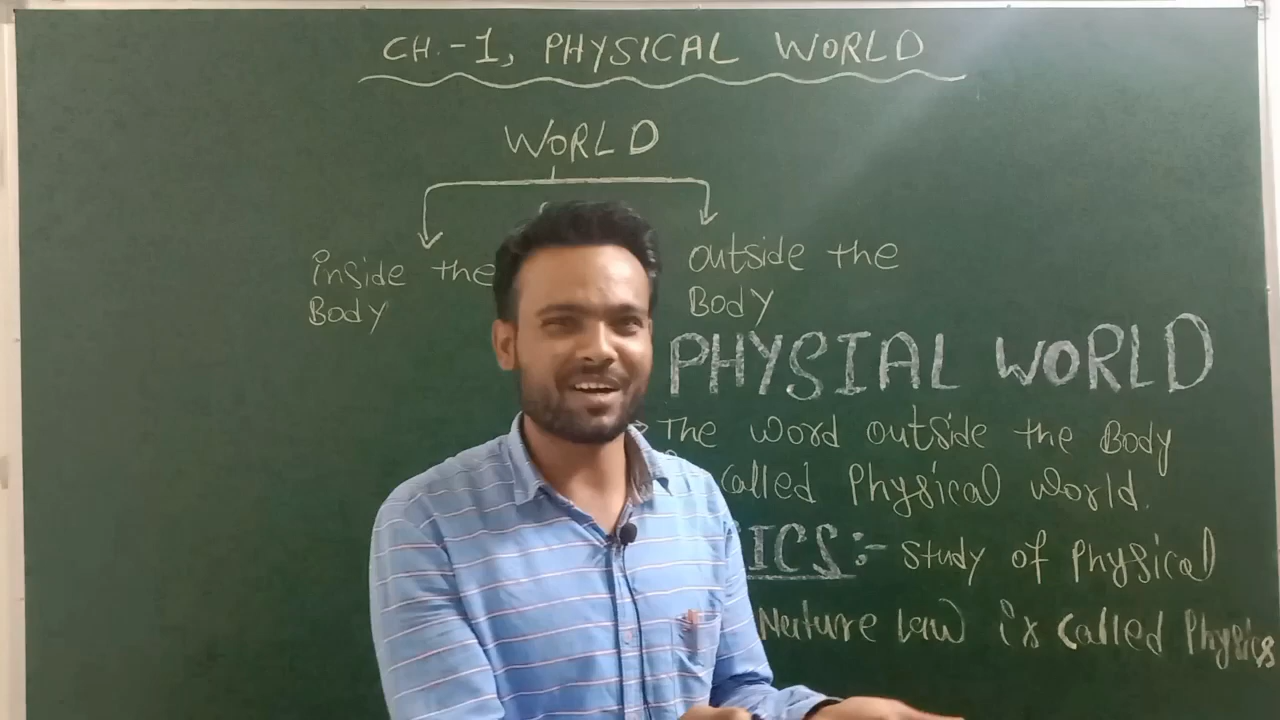 CH.-1, PHYSICAL WORLD
WORLD
inside the
Body
outside the
Body
PHYSIAL WORLD
The word outside the Body
called Physical world.
ICS:- study of Physical
Nature law is called Physics